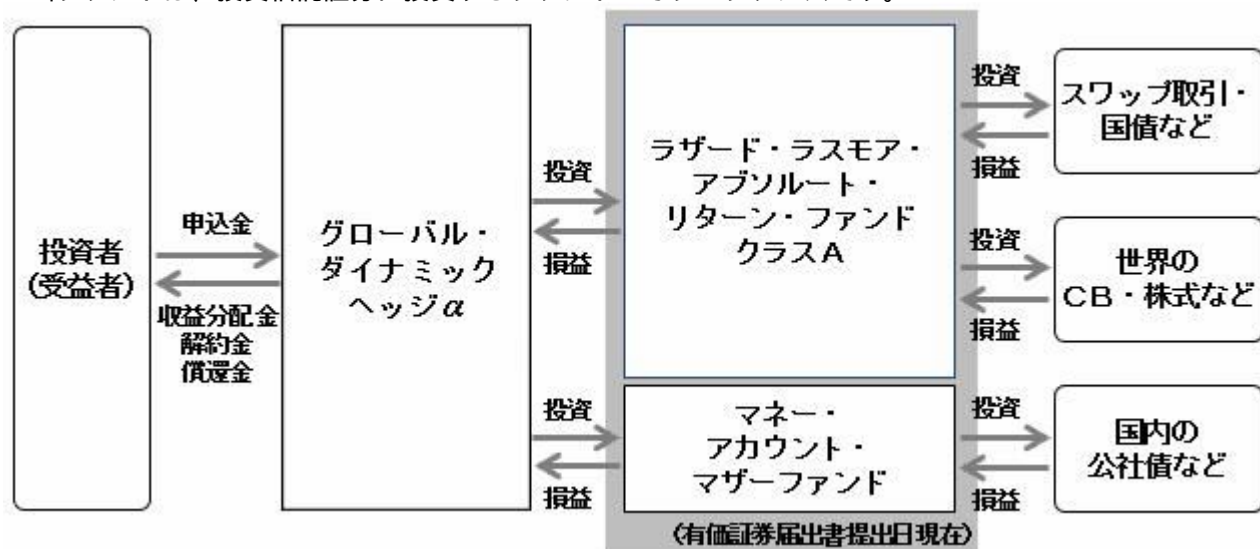 投資者
(受益者)
申込金
収益分配金
解約金
償還金
グローバル・
ダイナミック
ヘッジα
投資
損益
投資
損益
ラザード・ラスモア・
アブソルート・
リターン・ファンド
クラスA
マネー・
アカウント・
マザーファンド
(有価証券届出書提出日現在)
投資
損益
投資
損益
投資
損益
スワップ取引・
国債など
世界の
CB・株式など
国内の
公社債など